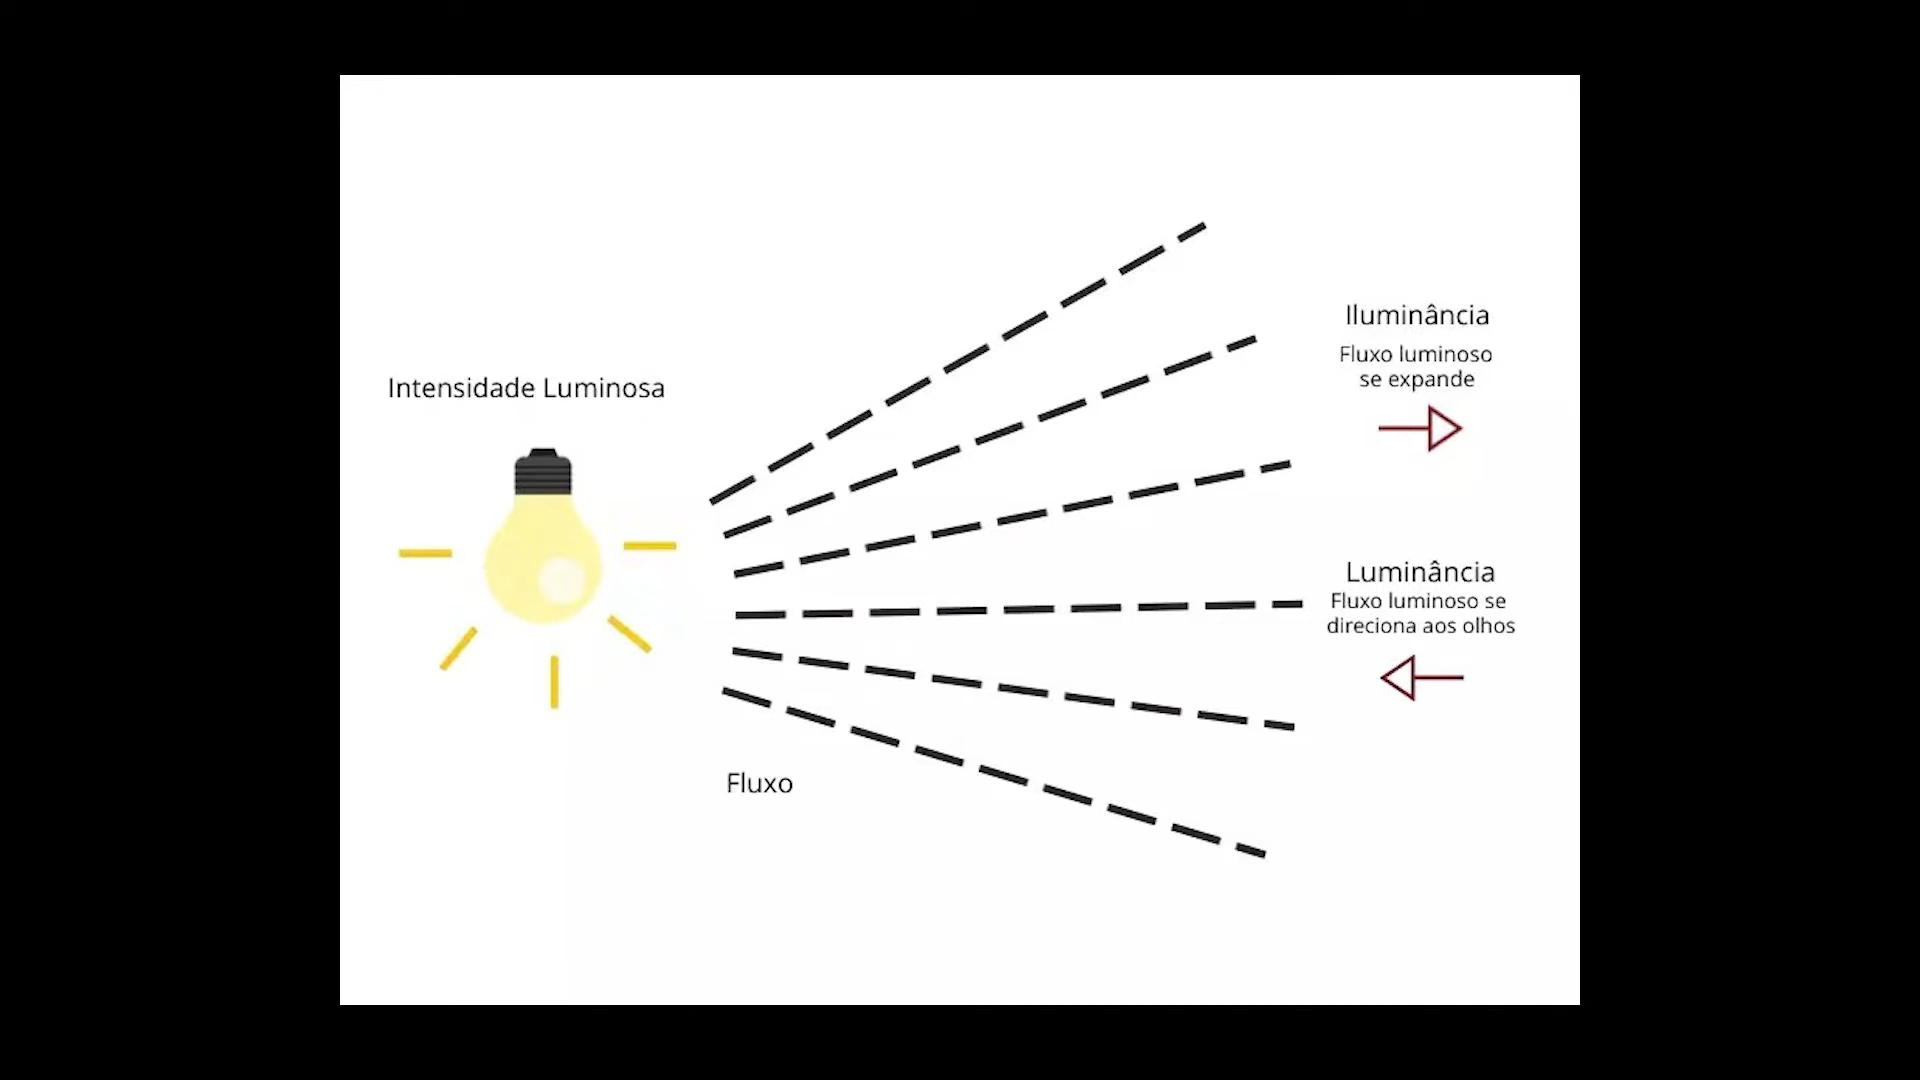 Intensidade Luminosa
Iluminância
Fluxo luminoso
se expande
Luminância
Fluxo luminoso se
direciona aos olhos
Fluxo